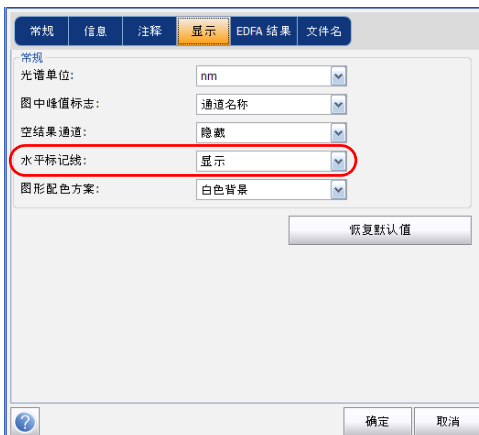 常规 信息 注释 显示 EDFA 结果 文件名
常规
光谱单位: nm
图中峰值标志: 通道名称
空结果通道: 隐藏
水平标记线: 显示
图形配色方案: 白色背景
恢复默认值
? 确定 取消